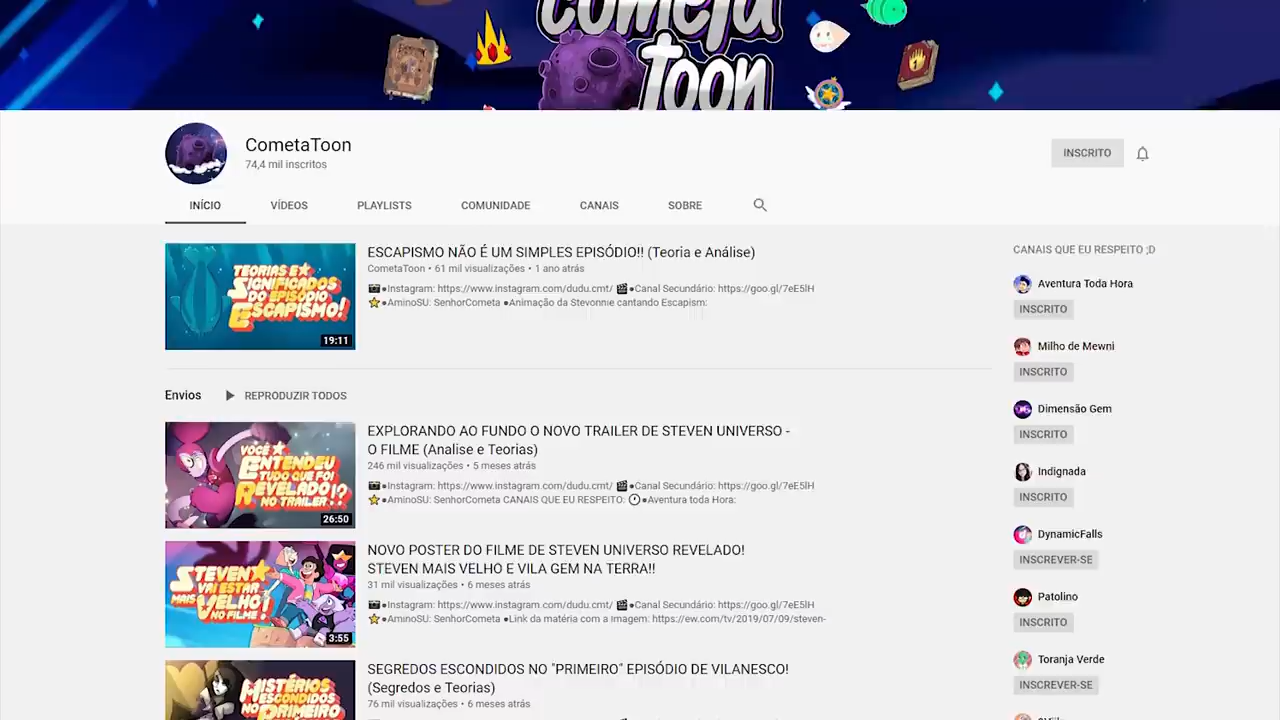 Cometa
Toon
CometaToon
74,4 mil inscritos
INSCRITO
INÍCIO
VÍDEOS
PLAYLISTS
COMUNIDADE
CANAIS
SOBRE
TEORIAS E
SIGNIFICADOS
DO EPISÓDIO
ESCAPISMO!
19:11
ESCAPISMO NÃO É UM SIMPLES EPISÓDIO!! (Teoria e Análise)
CometaToon • 61 mil visualizações • 1 ano atrás
●Instagram: https://www.instagram.com/dudu.cmt/ ●Canal Secundário: https://goo.gl/7eE5lH
●AminoSU: SenhorCometa ●Animação da Stevonnie cantando Escapism:
Envios
REPRODUZIR TODOS
VOCÊ
ENTENDEU
TUDO QUE FOI
REVELADO!?
NO TRAILER?
26:50
EXPLORANDO AO FUNDO O NOVO TRAILER DE STEVEN UNIVERSO -
O FILME (Analise e Teorias)
246 mil visualizações • 5 meses atrás
●Instagram: https://www.instagram.com/dudu.cmt/ ●Canal Secundário: https://goo.gl/7eE5lH
●AminoSU: SenhorCometa CANAIS QUE EU RESPEITO: ●Aventura toda Hora:
STEVEN
VAI ESTAR
MAIS VELHO
NO FILME!
3:55
NOVO POSTER DO FILME DE STEVEN UNIVERSO REVELADO!
STEVEN MAIS VELHO E VILA GEM NA TERRA!!
31 mil visualizações • 6 meses atrás
●Instagram: https://www.instagram.com/dudu.cmt/ ●Canal Secundário: https://goo.gl/7eE5lH
●AminoSU: SenhorCometa ●Link da matéria com a Imagem: https://ew.com/tv/2019/07/09/steven-
MISTÉRIOS
ESCONDIDOS
NO PRIMEIRO
SEGREDOS ESCONDIDOS NO "PRIMEIRO" EPISÓDIO DE VILANESCO!
(Segredos e Teorias)
76 mil visualizações • 6 meses atrás
CANAIS QUE EU RESPEITO ;D
Aventura Toda Hora
INSCRITO
Milho de Mewni
INSCRITO
Dimensão Gem
INSCRITO
Indignada
INSCRITO
DynamicFalls
INSCREVER-SE
Patolino
INSCRITO
Toranja Verde
INSCREVER-SE